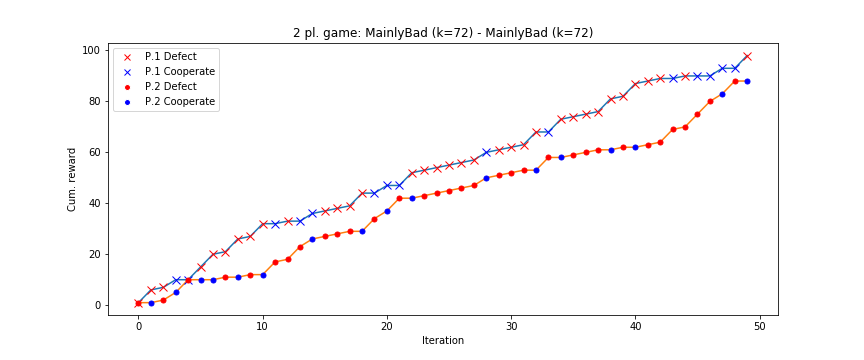 2 pl. game: MainlyBad (k=72) - MainlyBad (k=72)
P.1 Defect
P.1 Cooperate
P.2 Defect
P.2 Cooperate
Cum. reward
100
80
60
40
20
0
0 10 20 30 40 50
Iteration